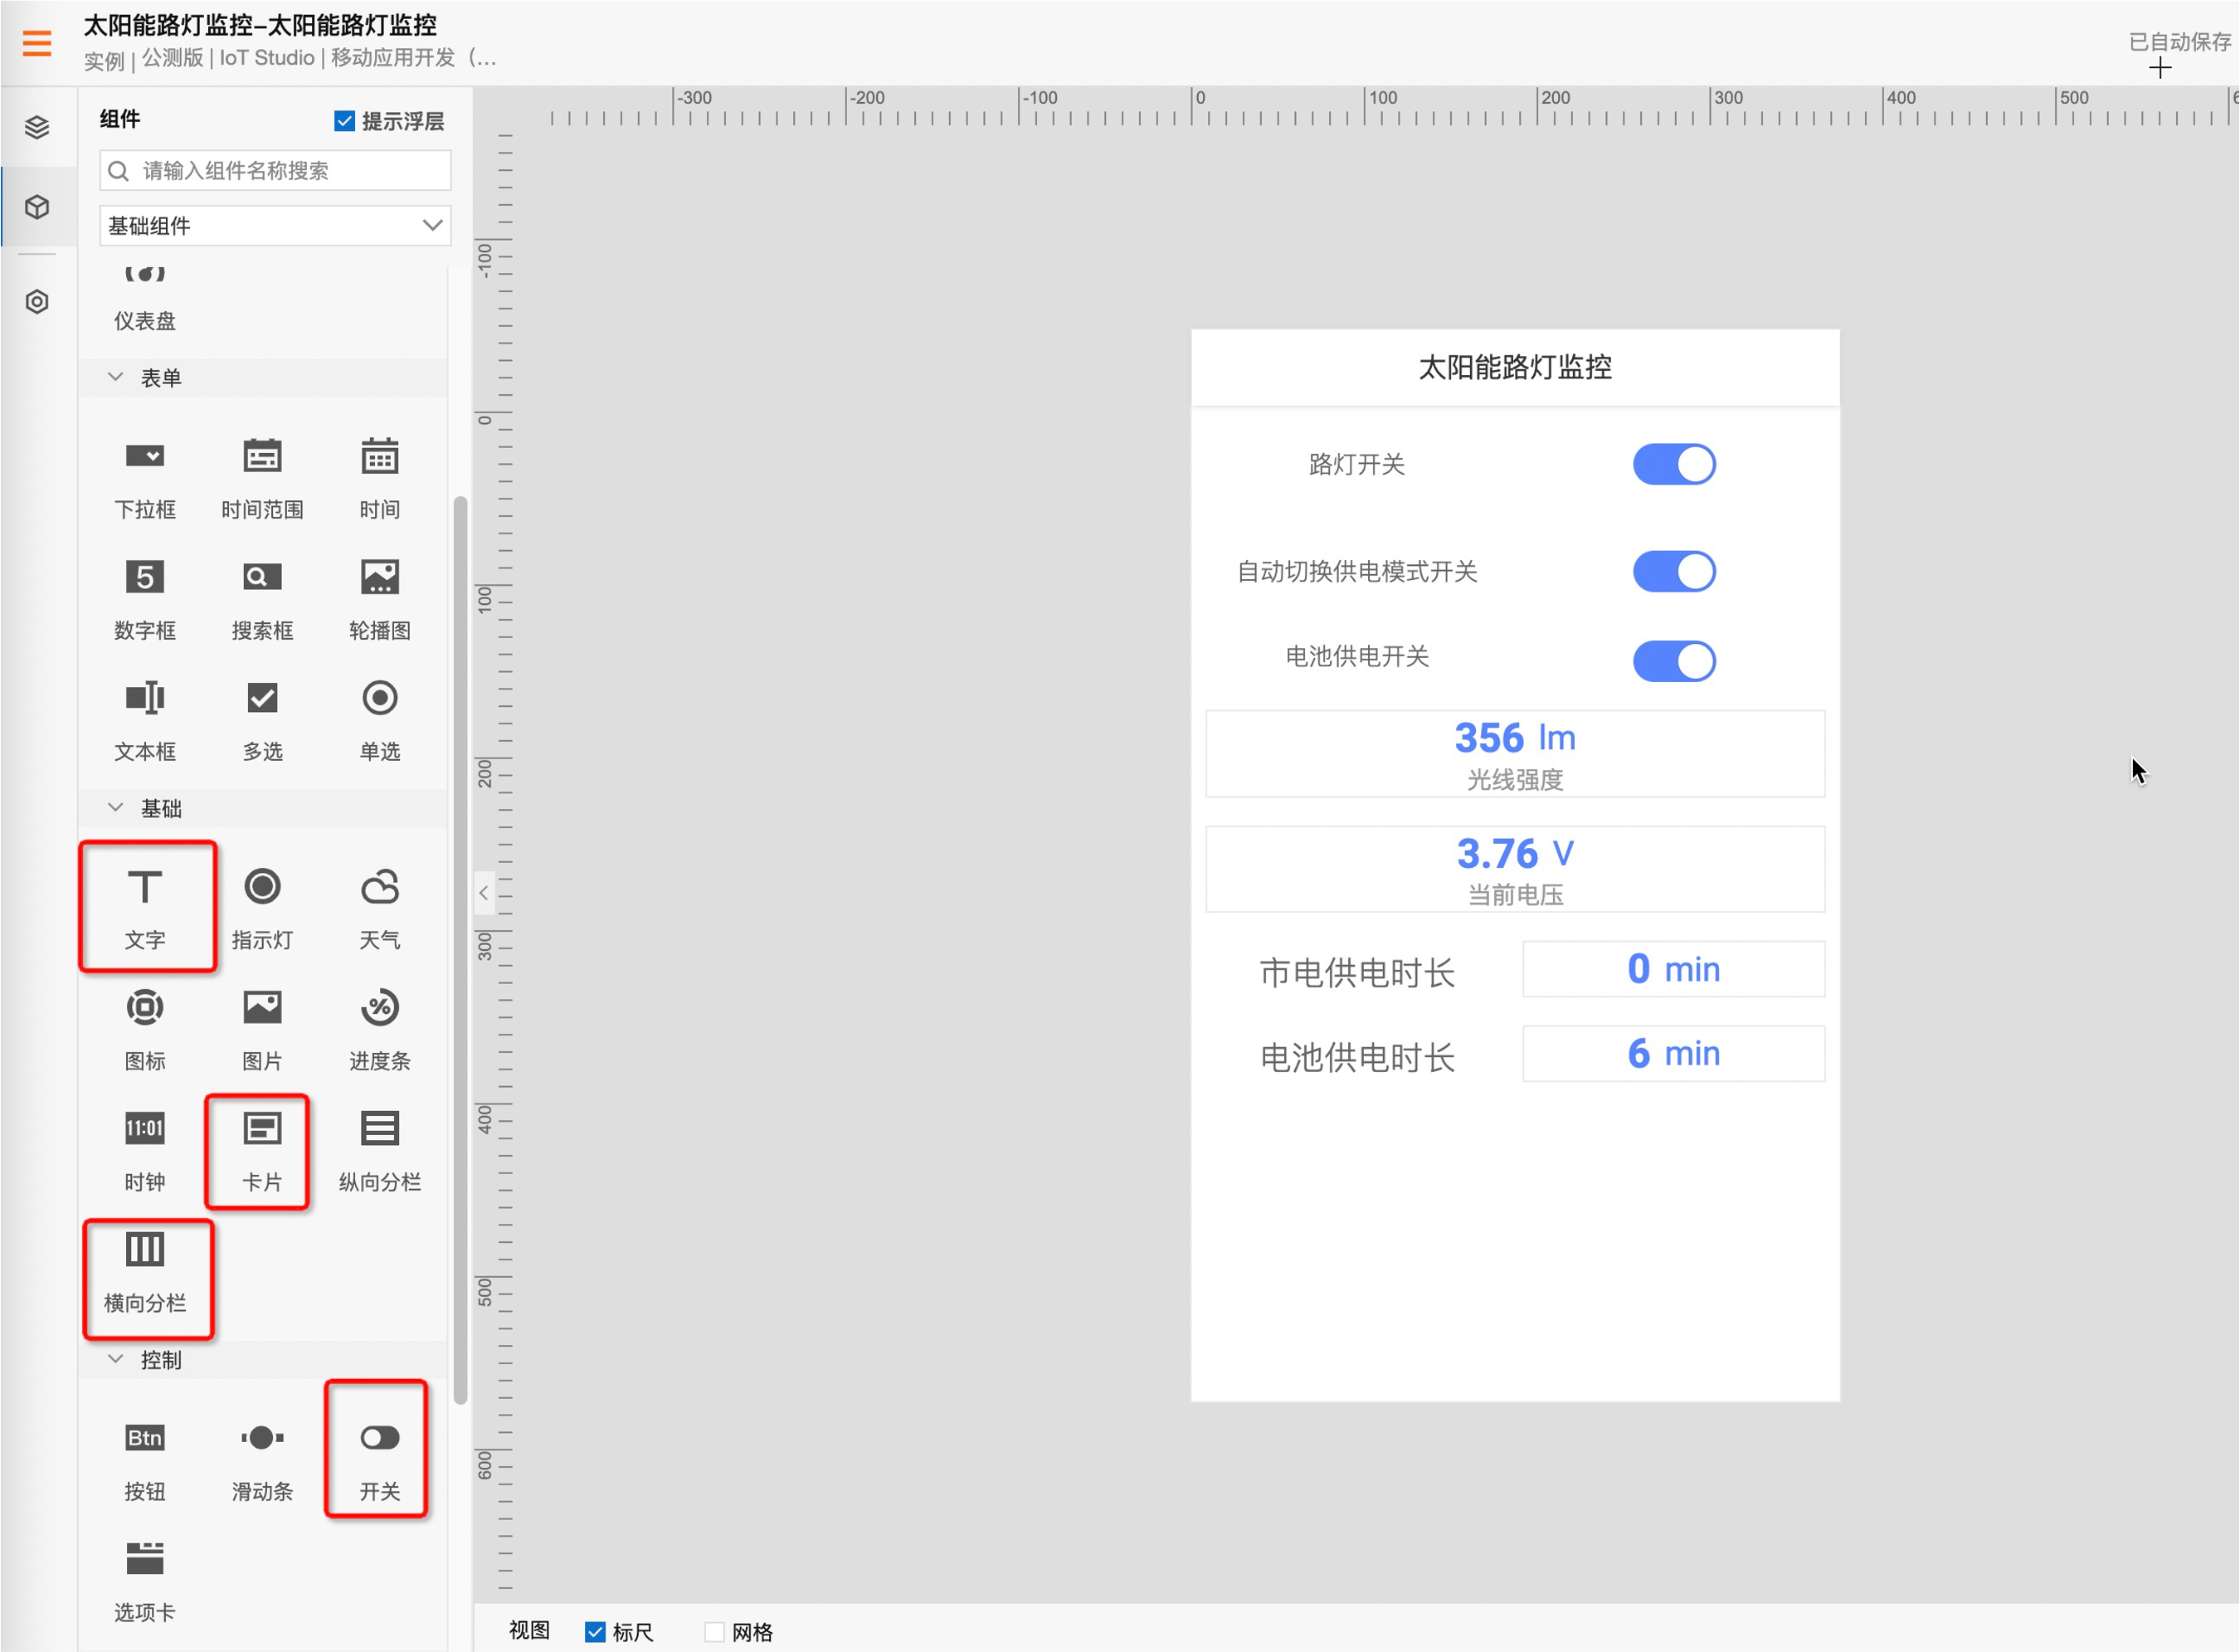 太阳能路灯监控-太阳能路灯监控
实例 | 公测版 | IoT Studio | 移动应用开发（...
已自动保存
组件
提示浮层
请输入组件名称搜索
基础组件
仪表盘
表单
下拉框 时间范围 时间
5
数字框 搜索框 轮播图
文本框 多选 单选
基础
文字 指示灯 天气
%
图标 图片 进度条
11:01
时钟 卡片 纵向分栏
横向分栏
控制
Btn
按钮 滑动条 开关
选项卡
-300 -200 -100 0 100 200 300 400 500
-100
0
100
200
300
400
500
600
太阳能路灯监控
路灯开关
自动切换供电模式开关
电池供电开关
356 lm
光线强度
3.76 V
当前电压
市电供电时长 0 min
电池供电时长 6 min
视图 标尺 网格